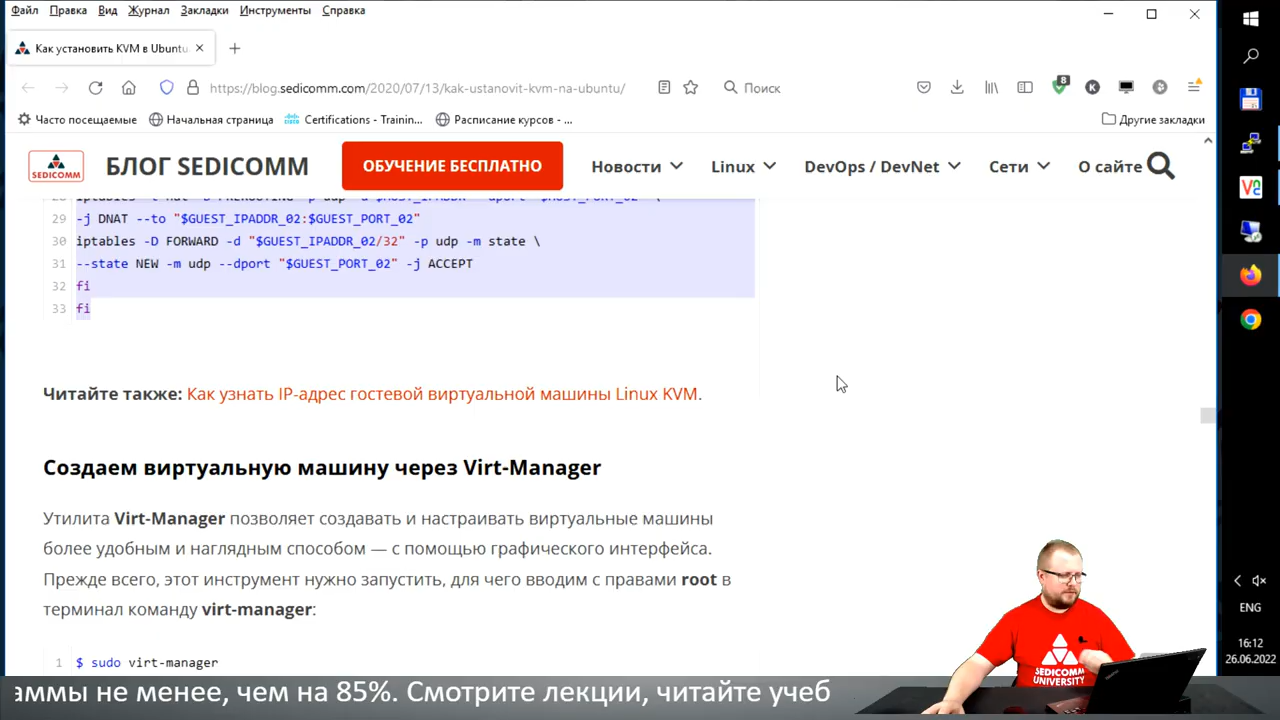 Файл Правка Вид Журнал Закладки Инструменты Справка
Как установить KVM в Ubuntu
https://blog.sedicomm.com/2020/07/13/kak-ustanovit-kvm-na-ubuntu/
Поиск
8
Часто посещаемые Начальная страница Certifications - Trainin... Расписание курсов - ... Другие закладки
SEDICOMM
БЛОГ SEDICOMM
ОБУЧЕНИЕ БЕСПЛАТНО
Новости Linux DevOps / DevNet Сети О сайте
29 -j DNAT --to "$GUEST_IPADDR_02:$GUEST_PORT_02"
30 iptables -D FORWARD -d "$GUEST_IPADDR_02/32" -p udp -m state \
31 --state NEW -m udp --dport "$GUEST_PORT_02" -j ACCEPT
32 fi
33 fi
Читайте также: Как узнать IP-адрес гостевой виртуальной машины Linux KVM.
Создаем виртуальную машину через Virt-Manager
Утилита Virt-Manager позволяет создавать и настраивать виртуальные машины
более удобным и наглядным способом — с помощью графического интерфейса.
Прежде всего, этот инструмент нужно запустить, для чего вводим с правами root в
терминал команду virt-manager:
1 $ sudo virt-manager
ENG
16:12
26.06.2022
SEDICOMM
UNIVERSITY
аммы не менее, чем на 85%. Смотрите лекции, читайте учеб